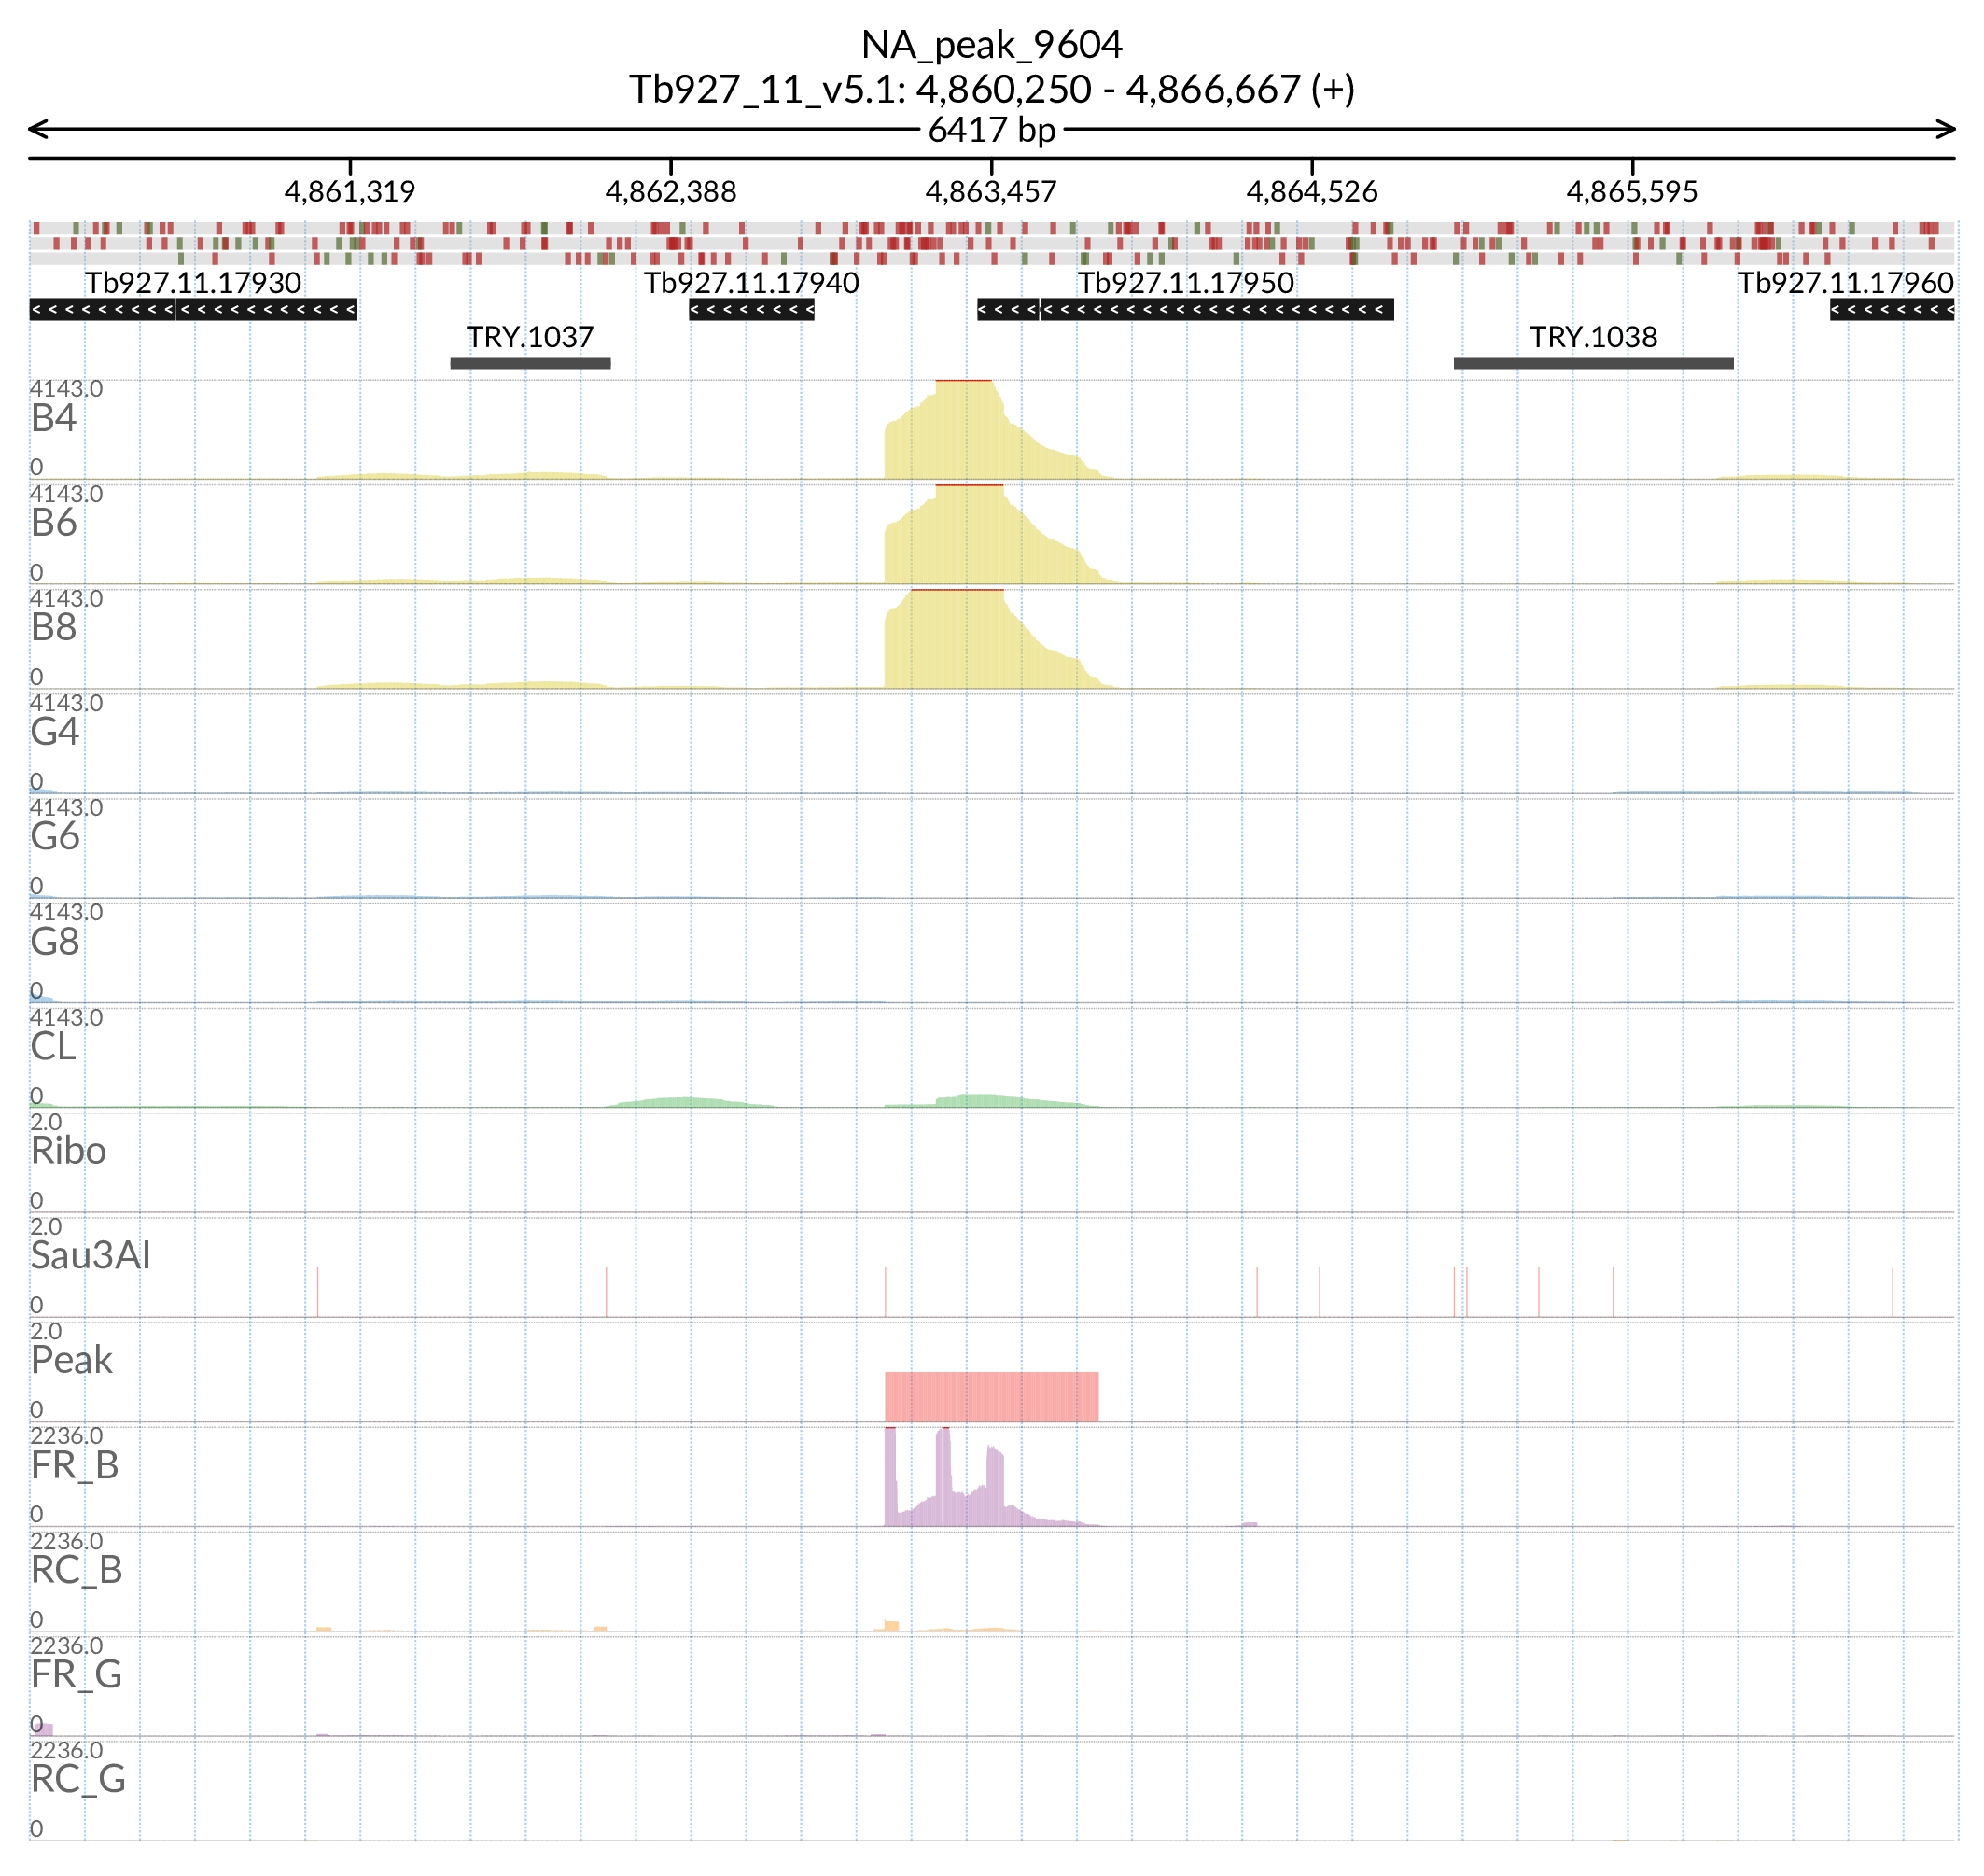 NA_peak_9604
Tb927_11_v5.1: 4,860,250 - 4,866,667 (+)
6417 bp
4,861,319 4,862,388 4,863,457 4,864,526 4,865,595
Tb927.11.17930 Tb927.11.17940 Tb927.11.17950 Tb927.11.17960
TRY.1037 TRY.1038
4143.0
B4
0
4143.0
B6
0
4143.0
B8
0
4143.0
G4
0
4143.0
G6
0
4143.0
G8
0
4143.0
CL
0
2.0
Ribo
0
2.0
Sau3AI
0
2.0
Peak
0
2236.0
FR_B
0
2236.0
RC_B
0
2236.0
FR_G
0
2236.0
RC_G
0